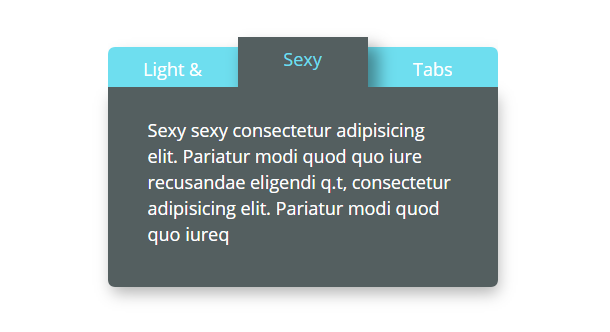 Light &
Sexy
Tabs
Sexy sexy consectetur adipisicing
elit. Pariatur modi quod quo iure
recusandae eligendi q.t, consectetur
adipisicing elit. Pariatur modi quod
quo iureq